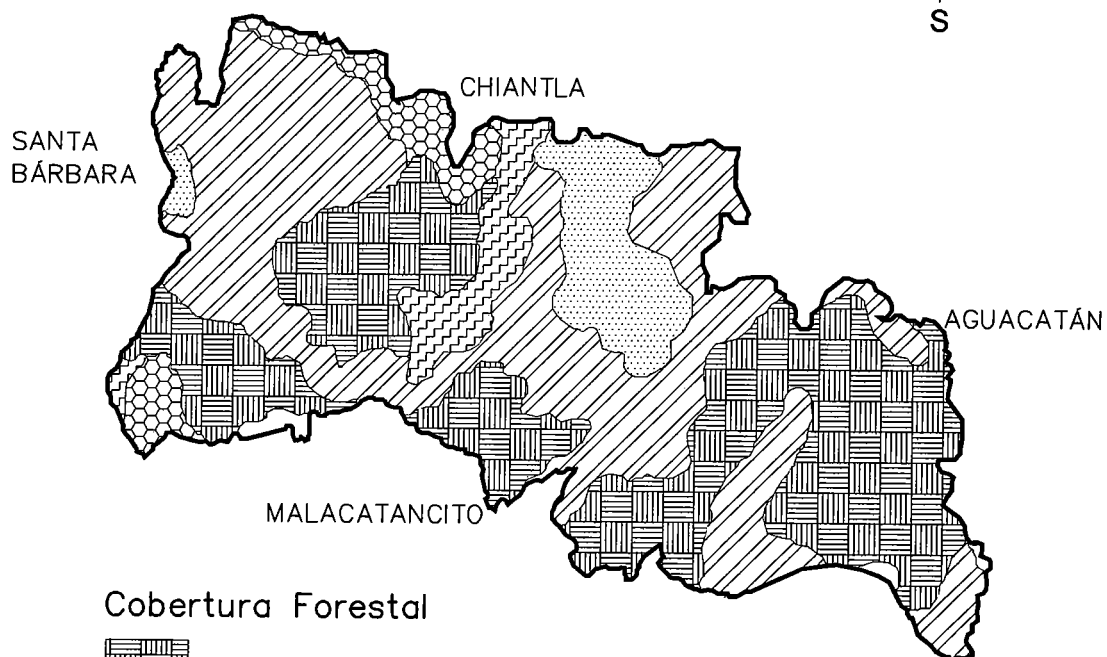 S
CHIANTLA
SANTA
BÁRBARA
AGUACATÁN
MALACATANCITO
Cobertura Forestal